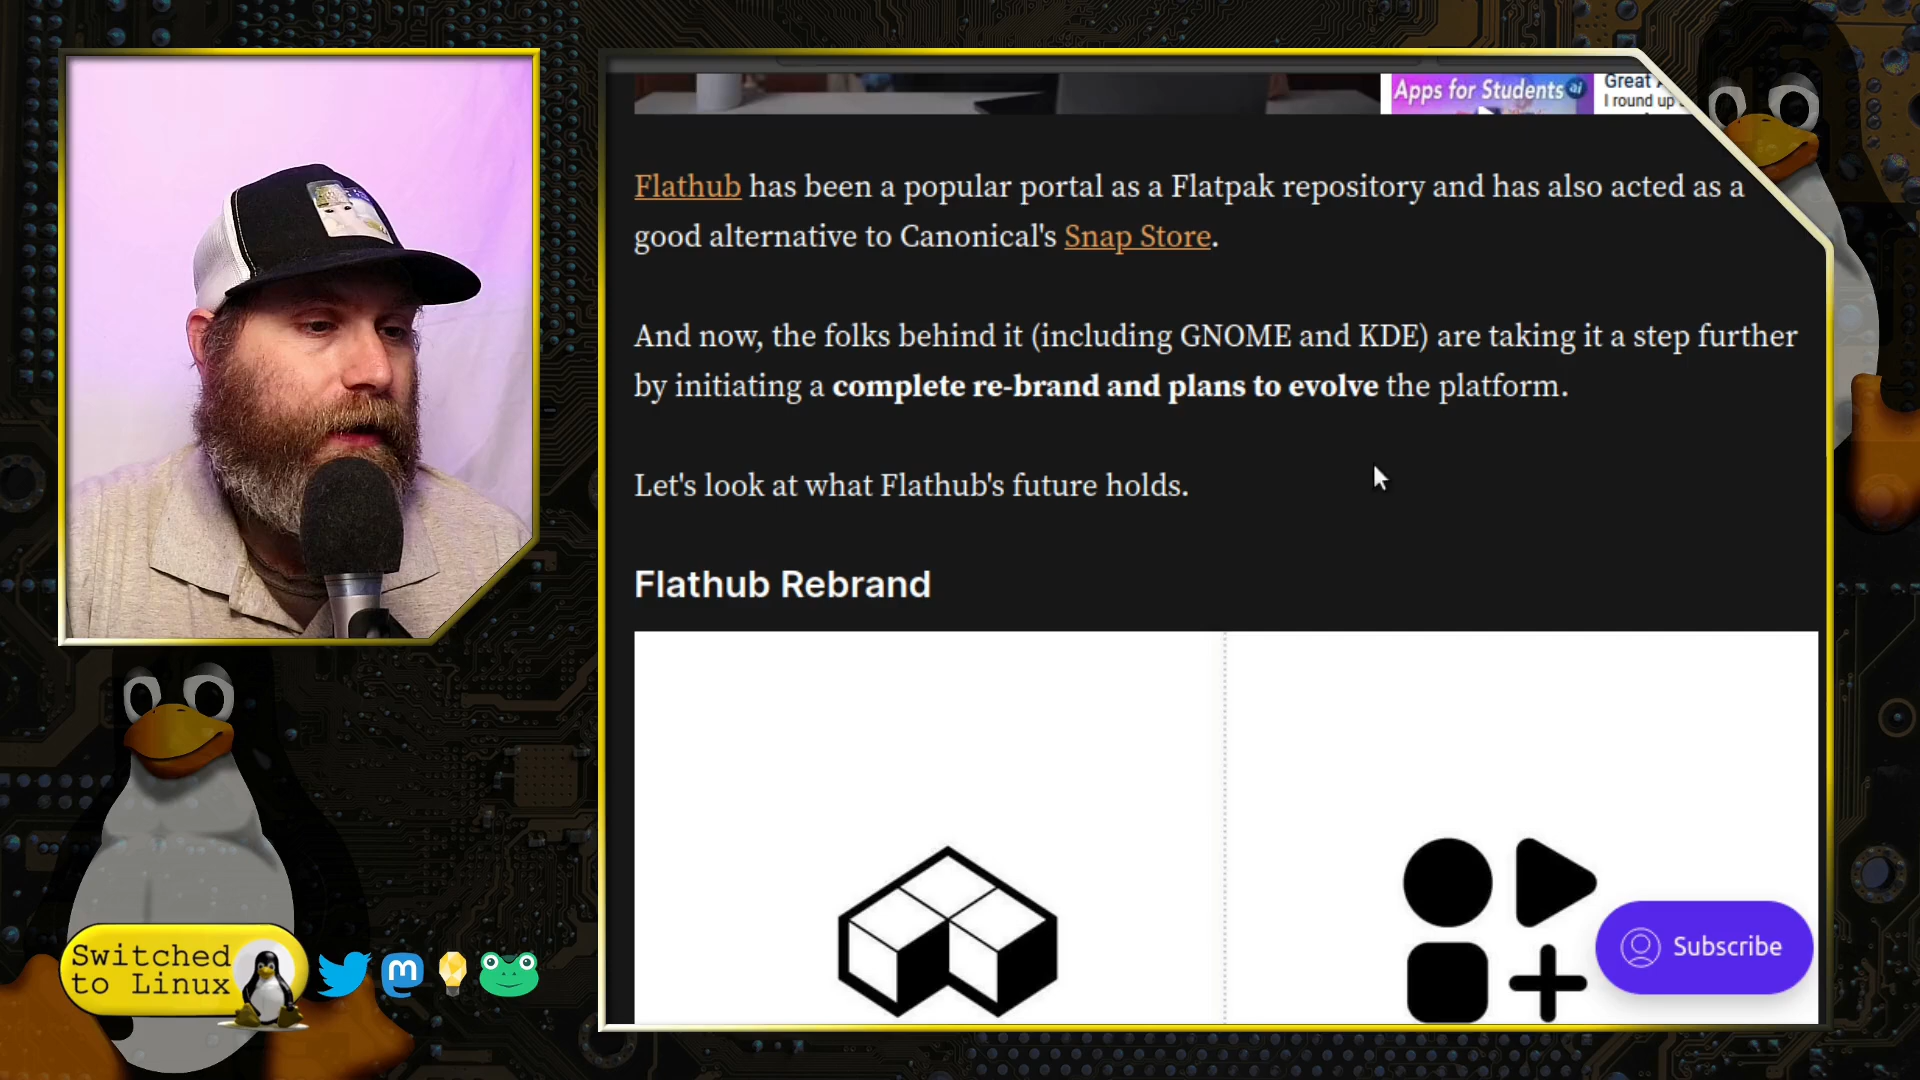 Apps for Students ai
Great
I round up
Flathub has been a popular portal as a Flatpak repository and has also acted as a
good alternative to Canonical's Snap Store.
And now, the folks behind it (including GNOME and KDE) are taking it a step further
by initiating a complete re-brand and plans to evolve the platform.
Let's look at what Flathub's future holds.
Flathub Rebrand
Subscribe
Switched
to Linux
m